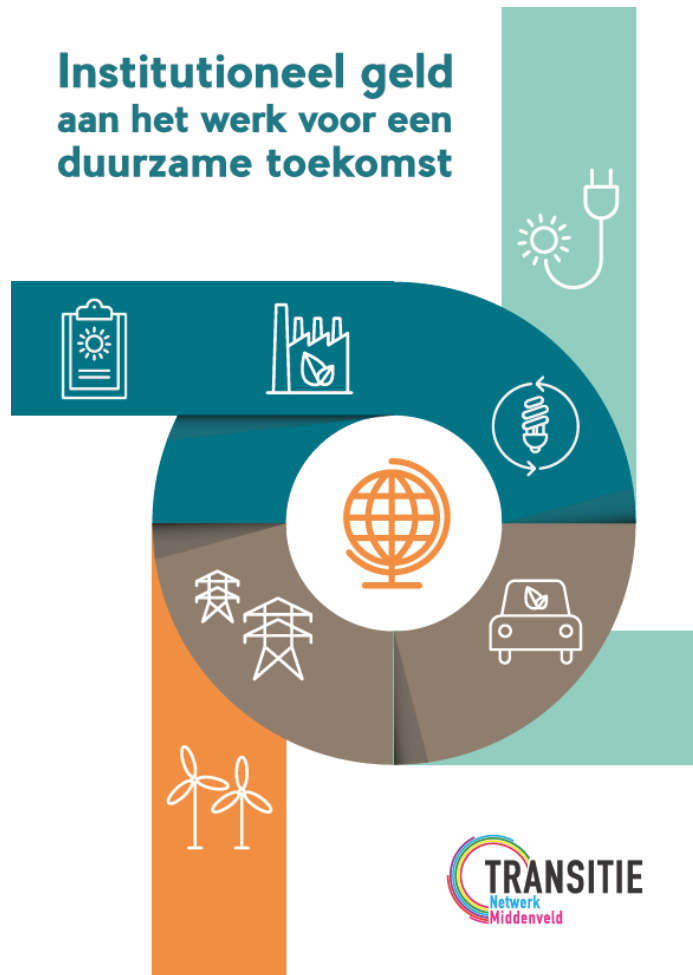 Institutioneel geld
aan het werk voor een
duurzame toekomst
TRANSITIE
Netwerk
Middenveld